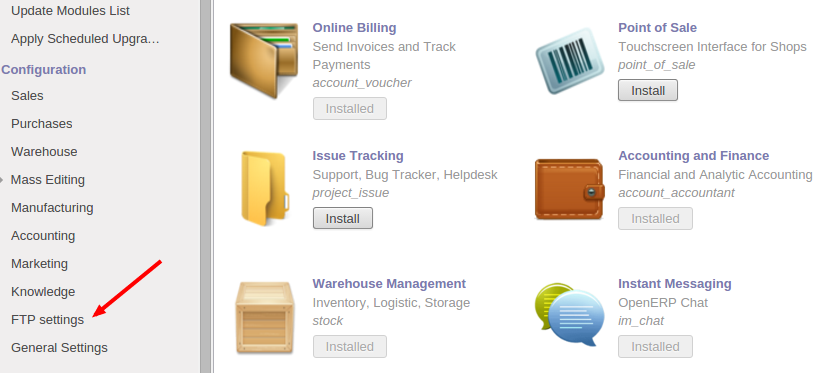 Update Modules List
Apply Scheduled Upgra…
Configuration
Sales
Purchases
Warehouse
Mass Editing
Manufacturing
Accounting
Marketing
Knowledge
FTP settings
General Settings
Online Billing
Send Invoices and Track
Payments
account_voucher
Installed
Point of Sale
Touchscreen Interface for Shops
point_of_sale
Install
Issue Tracking
Support, Bug Tracker, Helpdesk
project_issue
Install
Accounting and Finance
Financial and Analytic Accounting
account_accountant
Installed
Warehouse Management
Inventory, Logistic, Storage
stock
Installed
Instant Messaging
OpenERP Chat
im_chat
Installed